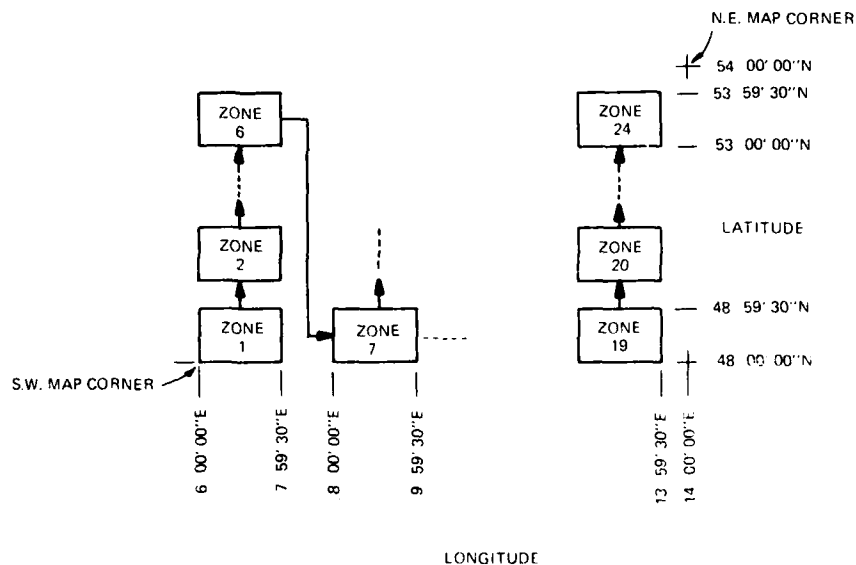 N.E. MAP CORNER
54 00' 00''N
53 59' 30''N
ZONE
6
ZONE
24
53 00' 00''N
ZONE
2
ZONE
20
LATITUDE
48 59' 30''N
ZONE
1
ZONE
7
ZONE
19
48 00' 00''N
S.W. MAP CORNER
6 00' 00''E
7 59' 30''E
8 00' 00''E
9 59' 30''E
13 59' 30''E
14 00' 00''E
LONGITUDE